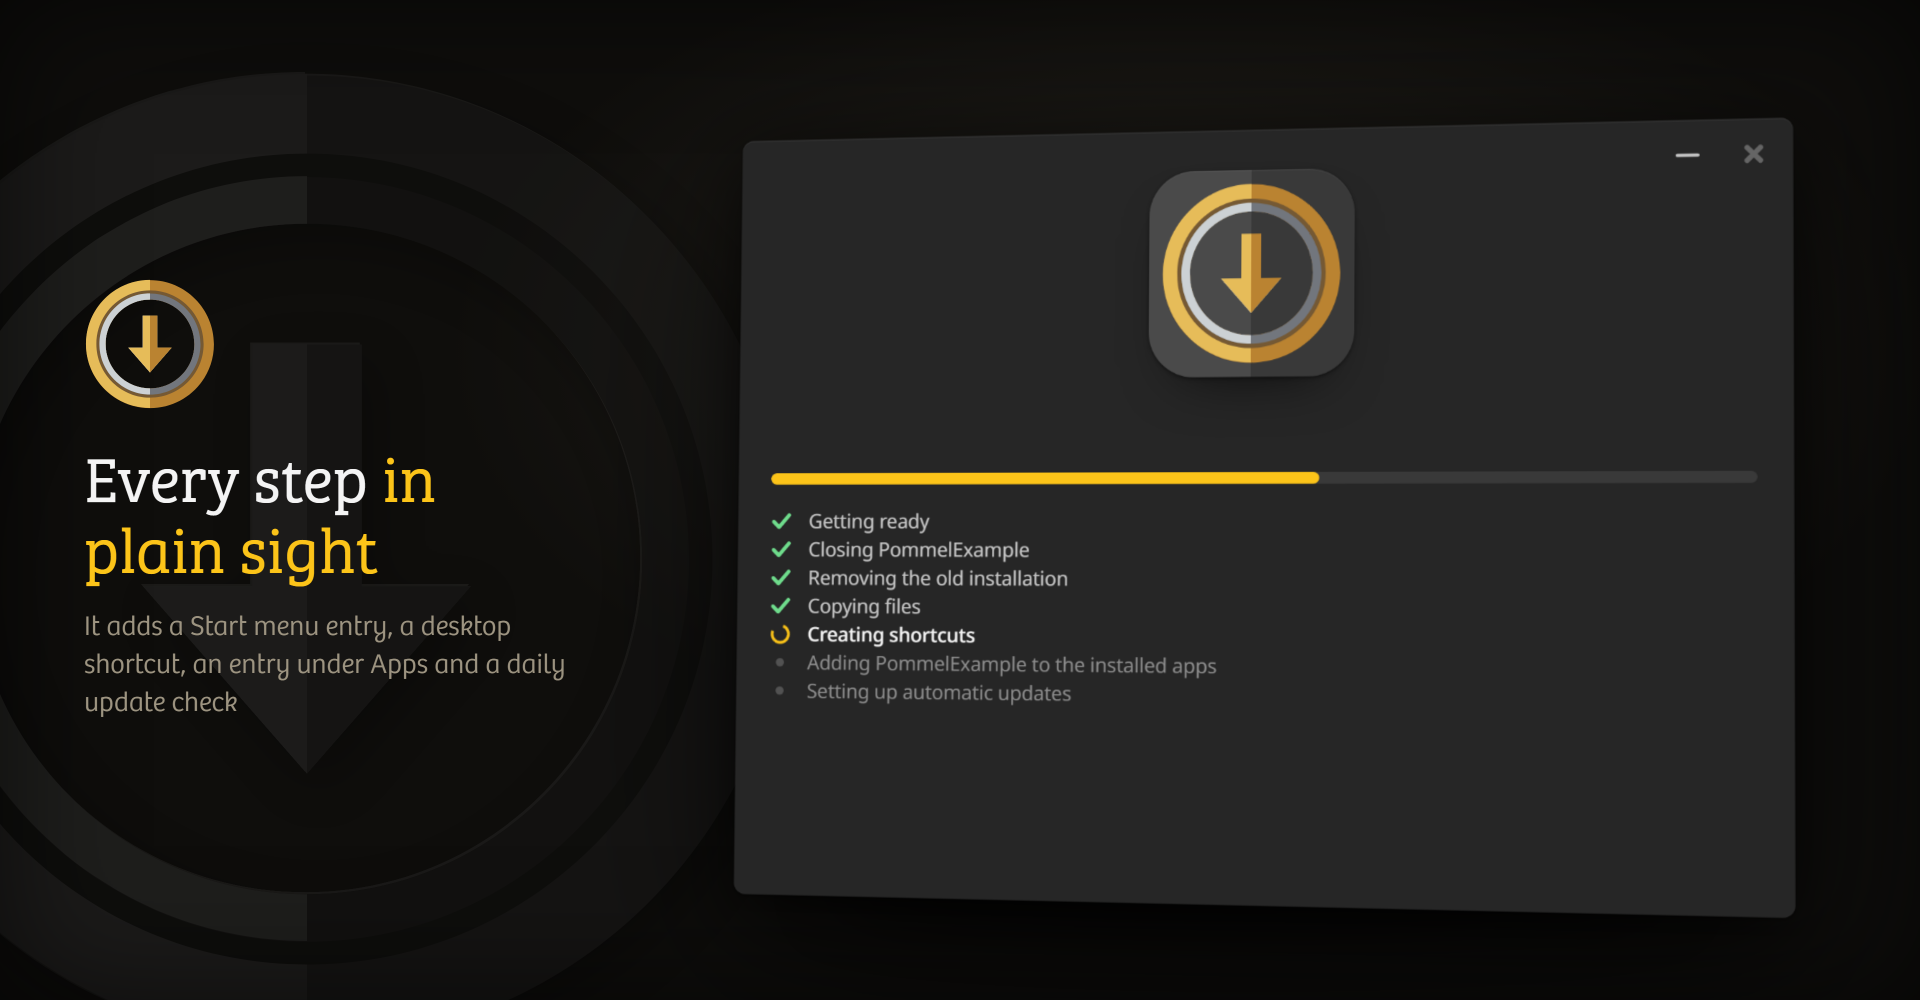 Every step in
plain sight
It adds a Start menu entry, a desktop
shortcut, an entry under Apps and a daily
update check
Getting ready
Closing PommelExample
Removing the old installation
Copying files
Creating shortcuts
Adding PommelExample to the installed apps
Setting up automatic updates